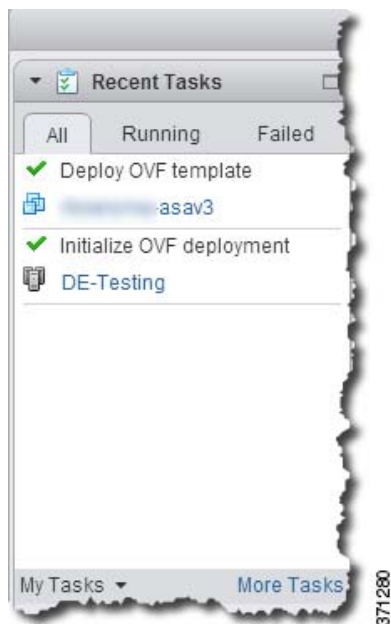 Recent Tasks
All Running Failed
Deploy OVF template
asav3
Initialize OVF deployment
DE-Testing
My Tasks More Tasks
371280